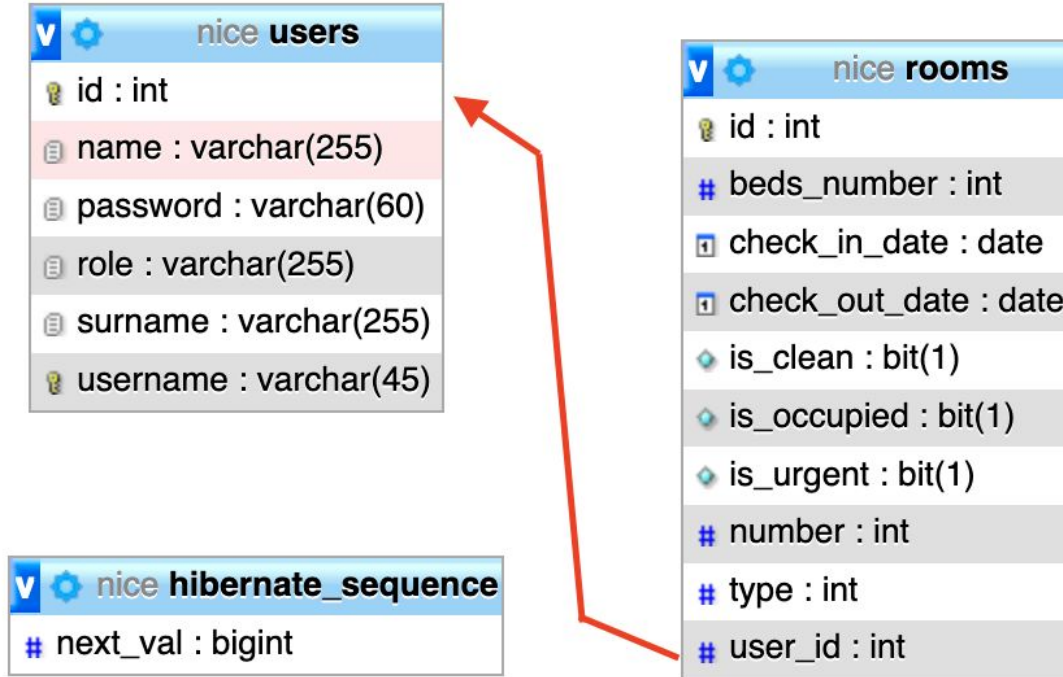 nice users
id : int
name : varchar(255)
password : varchar(60)
role : varchar(255)
surname : varchar(255)
username : varchar(45)
nice hibernate_sequence
next_val : bigint
nice rooms
id : int
beds_number : int
check_in_date : date
check_out_date : date
is_clean : bit(1)
is_occupied : bit(1)
is_urgent : bit(1)
number : int
type : int
user_id : int